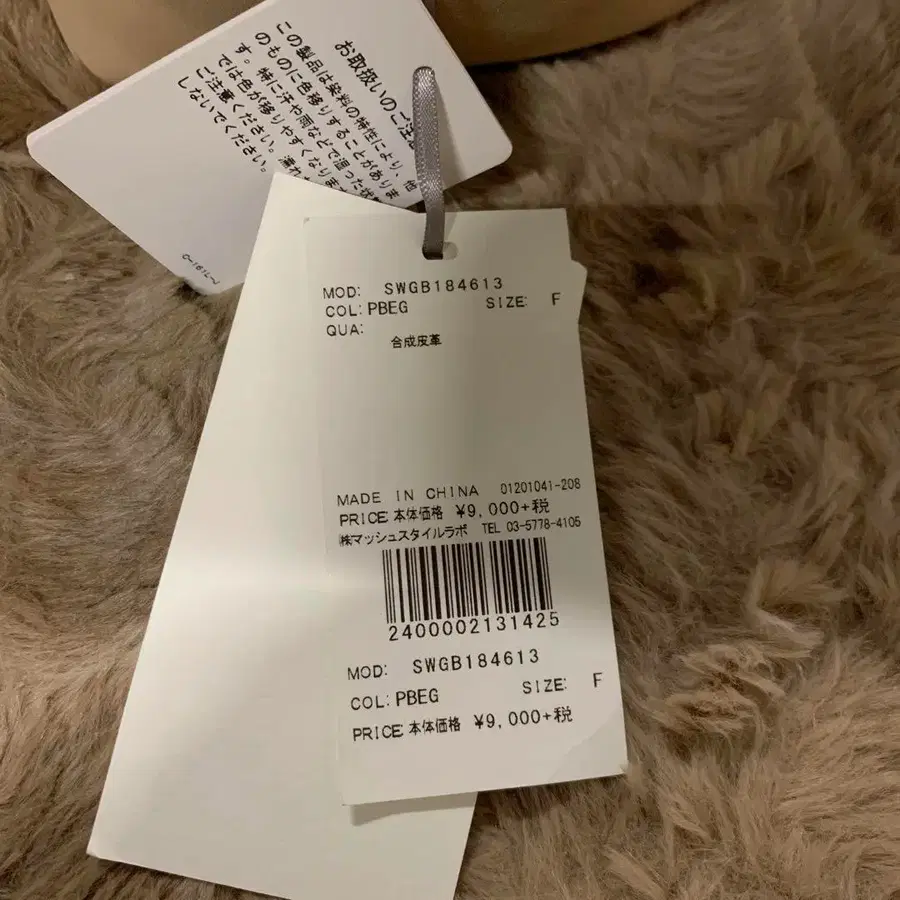 お取扱いのご注意
この製品は染料の特性により、他
のものに色移りすることがありま
す。特に汗や雨などで湿った状
では色が移りやすくなりま
ご注意ください。濡れ
しないでください。
MOD: SWGB184613
COL: PBEG SIZE: F
QUA:
合成皮革
MADE IN CHINA 01201041-208
PRICE:本体価格 ¥9,000+税
㈱マッシュスタイルラボ TEL 03-5778-4105
2400002131425
MOD: SWGB184613
COL: PBEG SIZE: F
PRICE:本体価格 ¥9,000+税